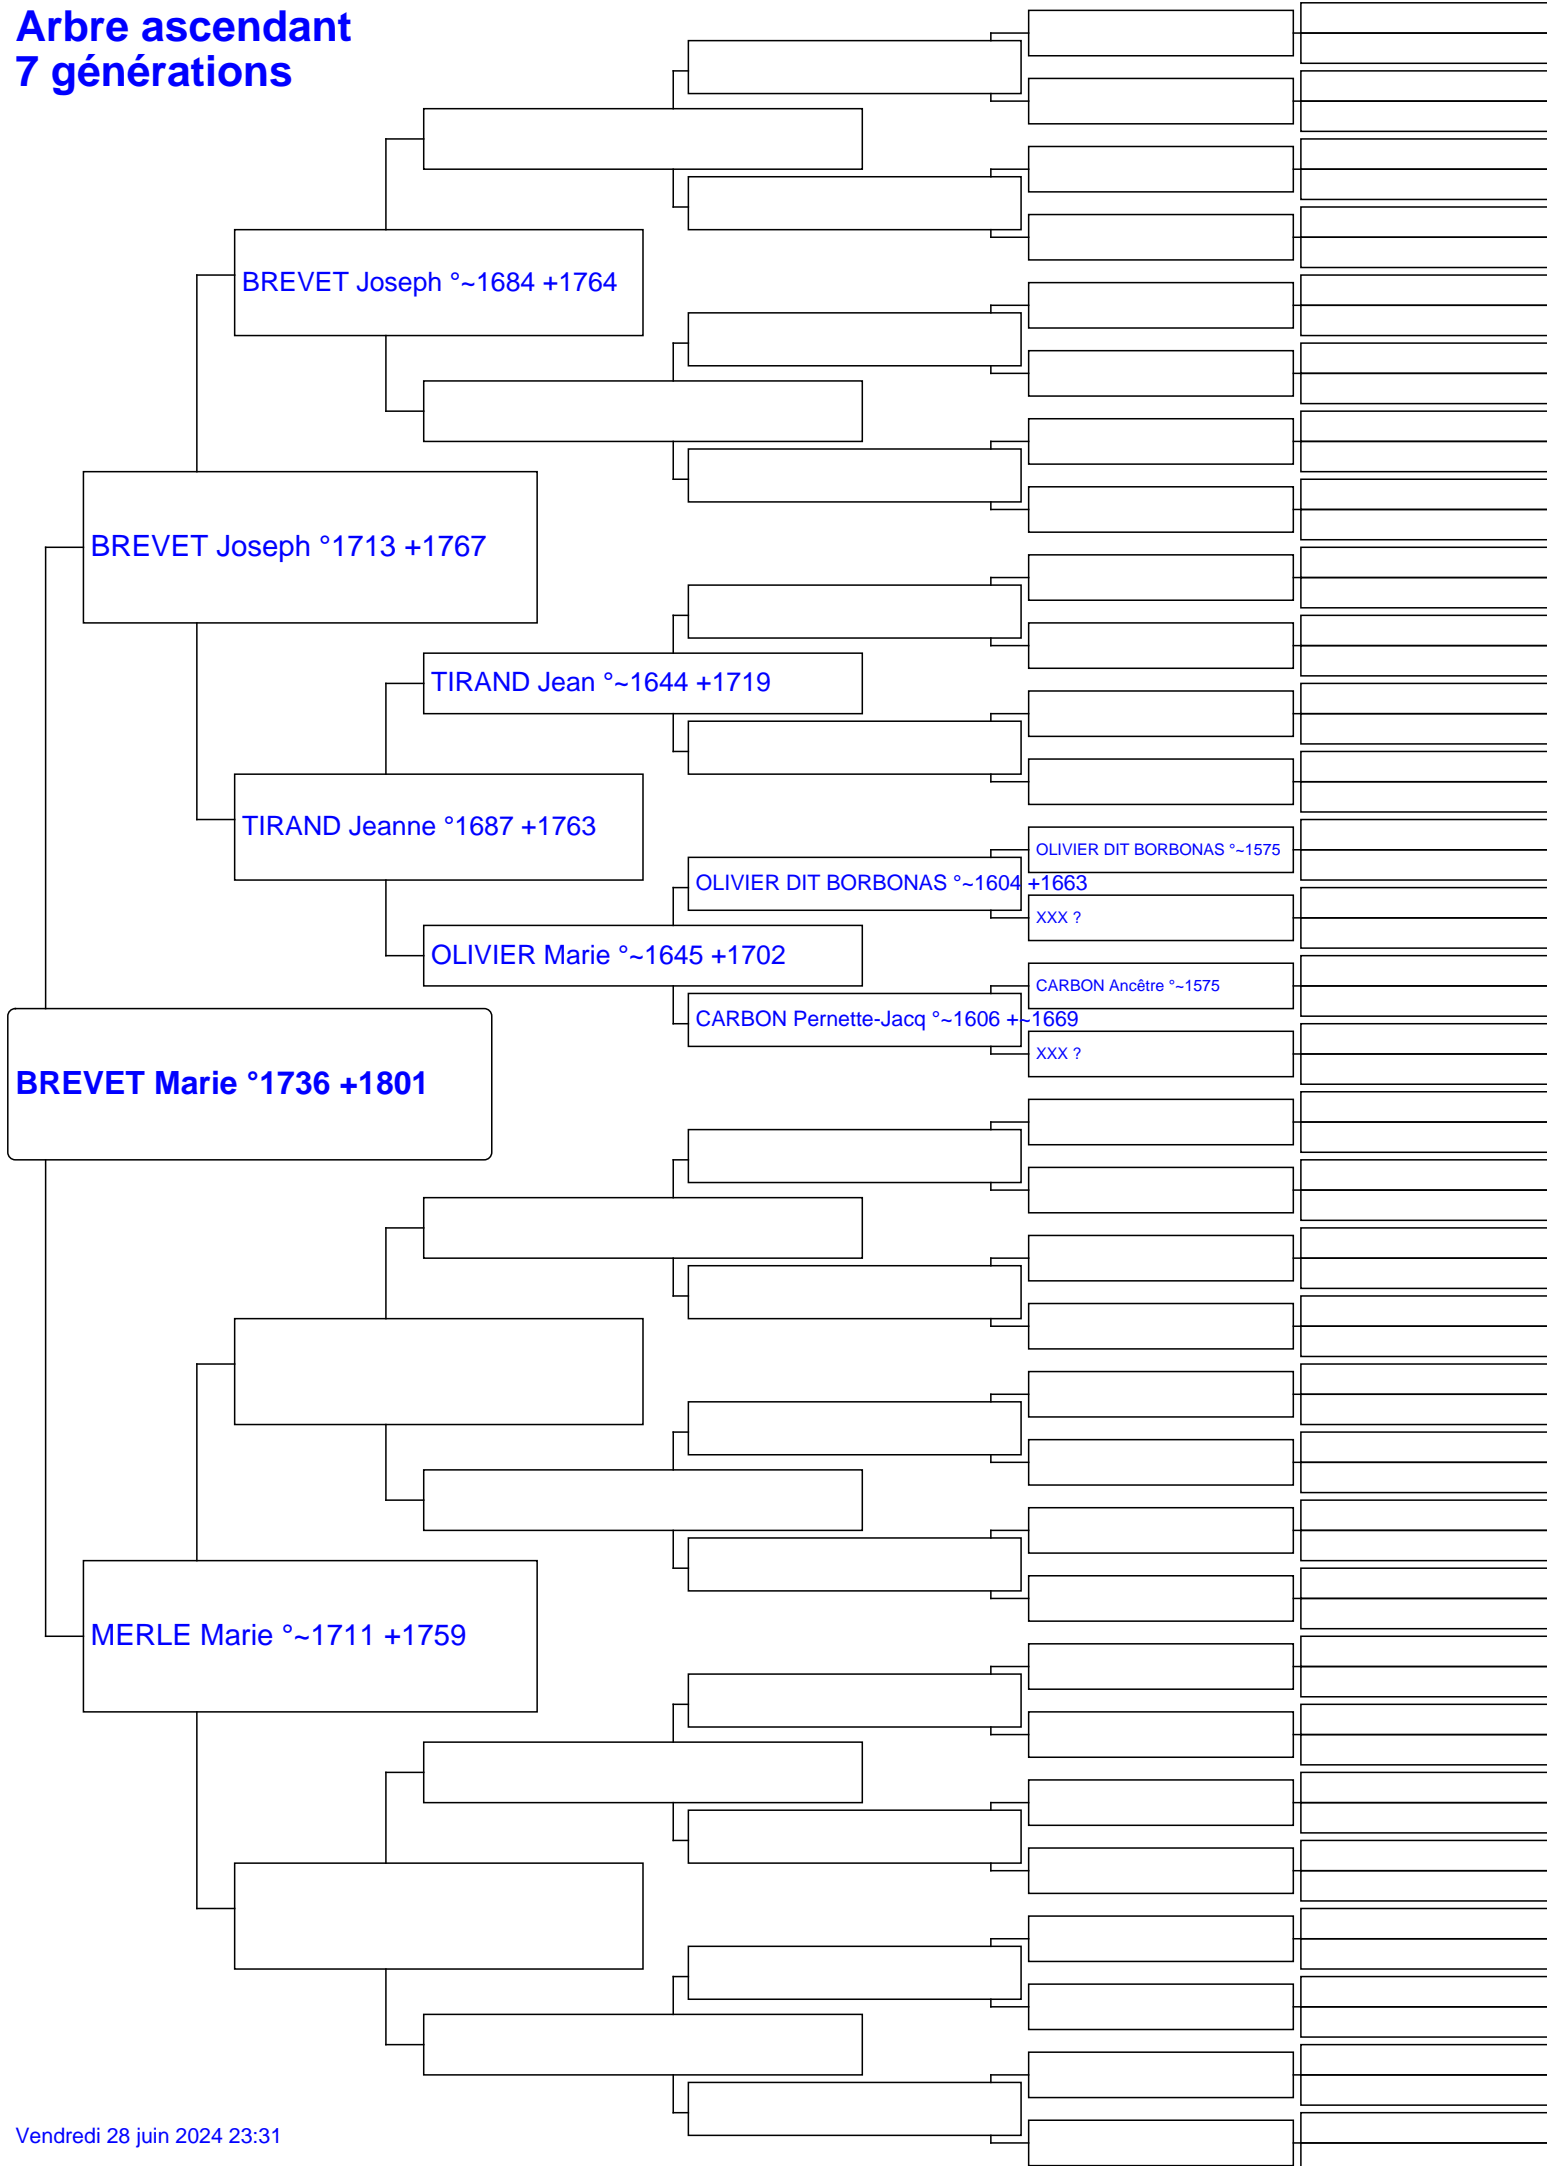 Arbre ascendant
7 générations
BREVET Joseph °~1684 +1764
BREVET Joseph °1713 +1767
TIRAND Jean °~1644 +1719
TIRAND Jeanne °1687 +1763
OLIVIER DIT BORBONAS °~1575
OLIVIER DIT BORBONAS °~1604 +1663
XXX ?
OLIVIER Marie °~1645 +1702
CARBON Ancêtre °~1575
CARBON Pernette-Jacq °~1606 +~1669
XXX ?
BREVET Marie °1736 +1801
MERLE Marie °~1711 +1759
Vendredi 28 juin 2024 23:31